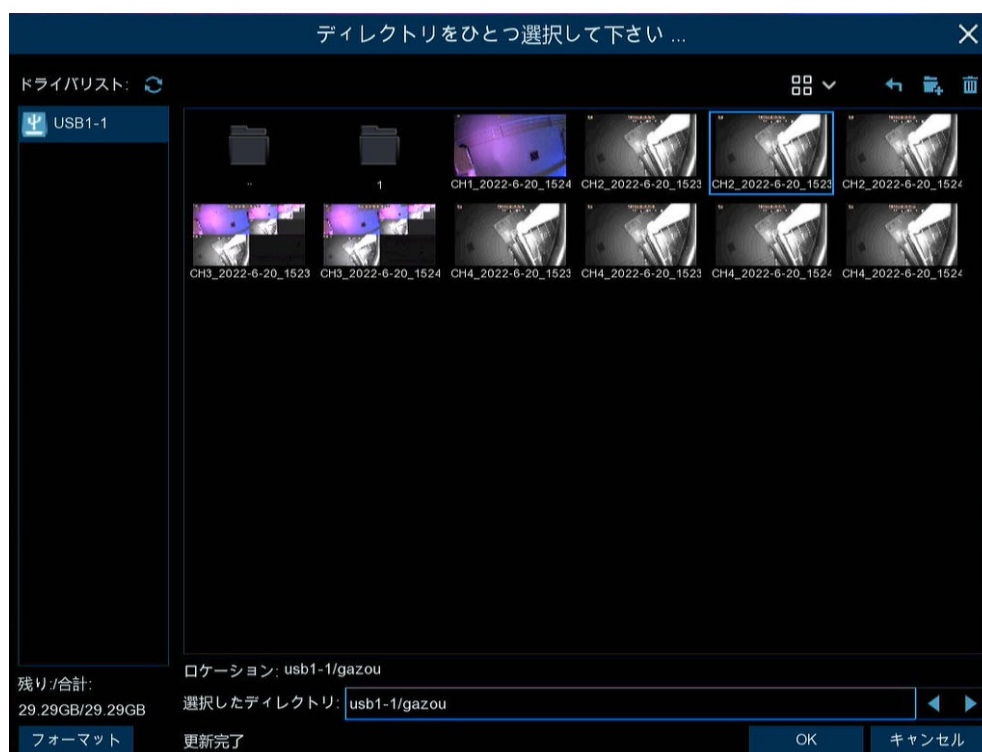 ディレクトリをひとつ選択して下さい ...
ドライバリスト:
USB1-1
..
1
CH1_2022-6-20_1524
CH2_2022-6-20_1523
CH2_2022-6-20_1523
CH2_2022-6-20_1524
CH3_2022-6-20_1523
CH3_2022-6-20_1524
CH4_2022-6-20_1523
CH4_2022-6-20_1523
CH4_2022-6-20_1524
CH4_2022-6-20_1524
残り:/合計:
29.29GB/29.29GB
ロケーション: usb1-1/gazou
選択したディレクトリ: usb1-1/gazou
フォーマット
更新完了
OK
キャンセル